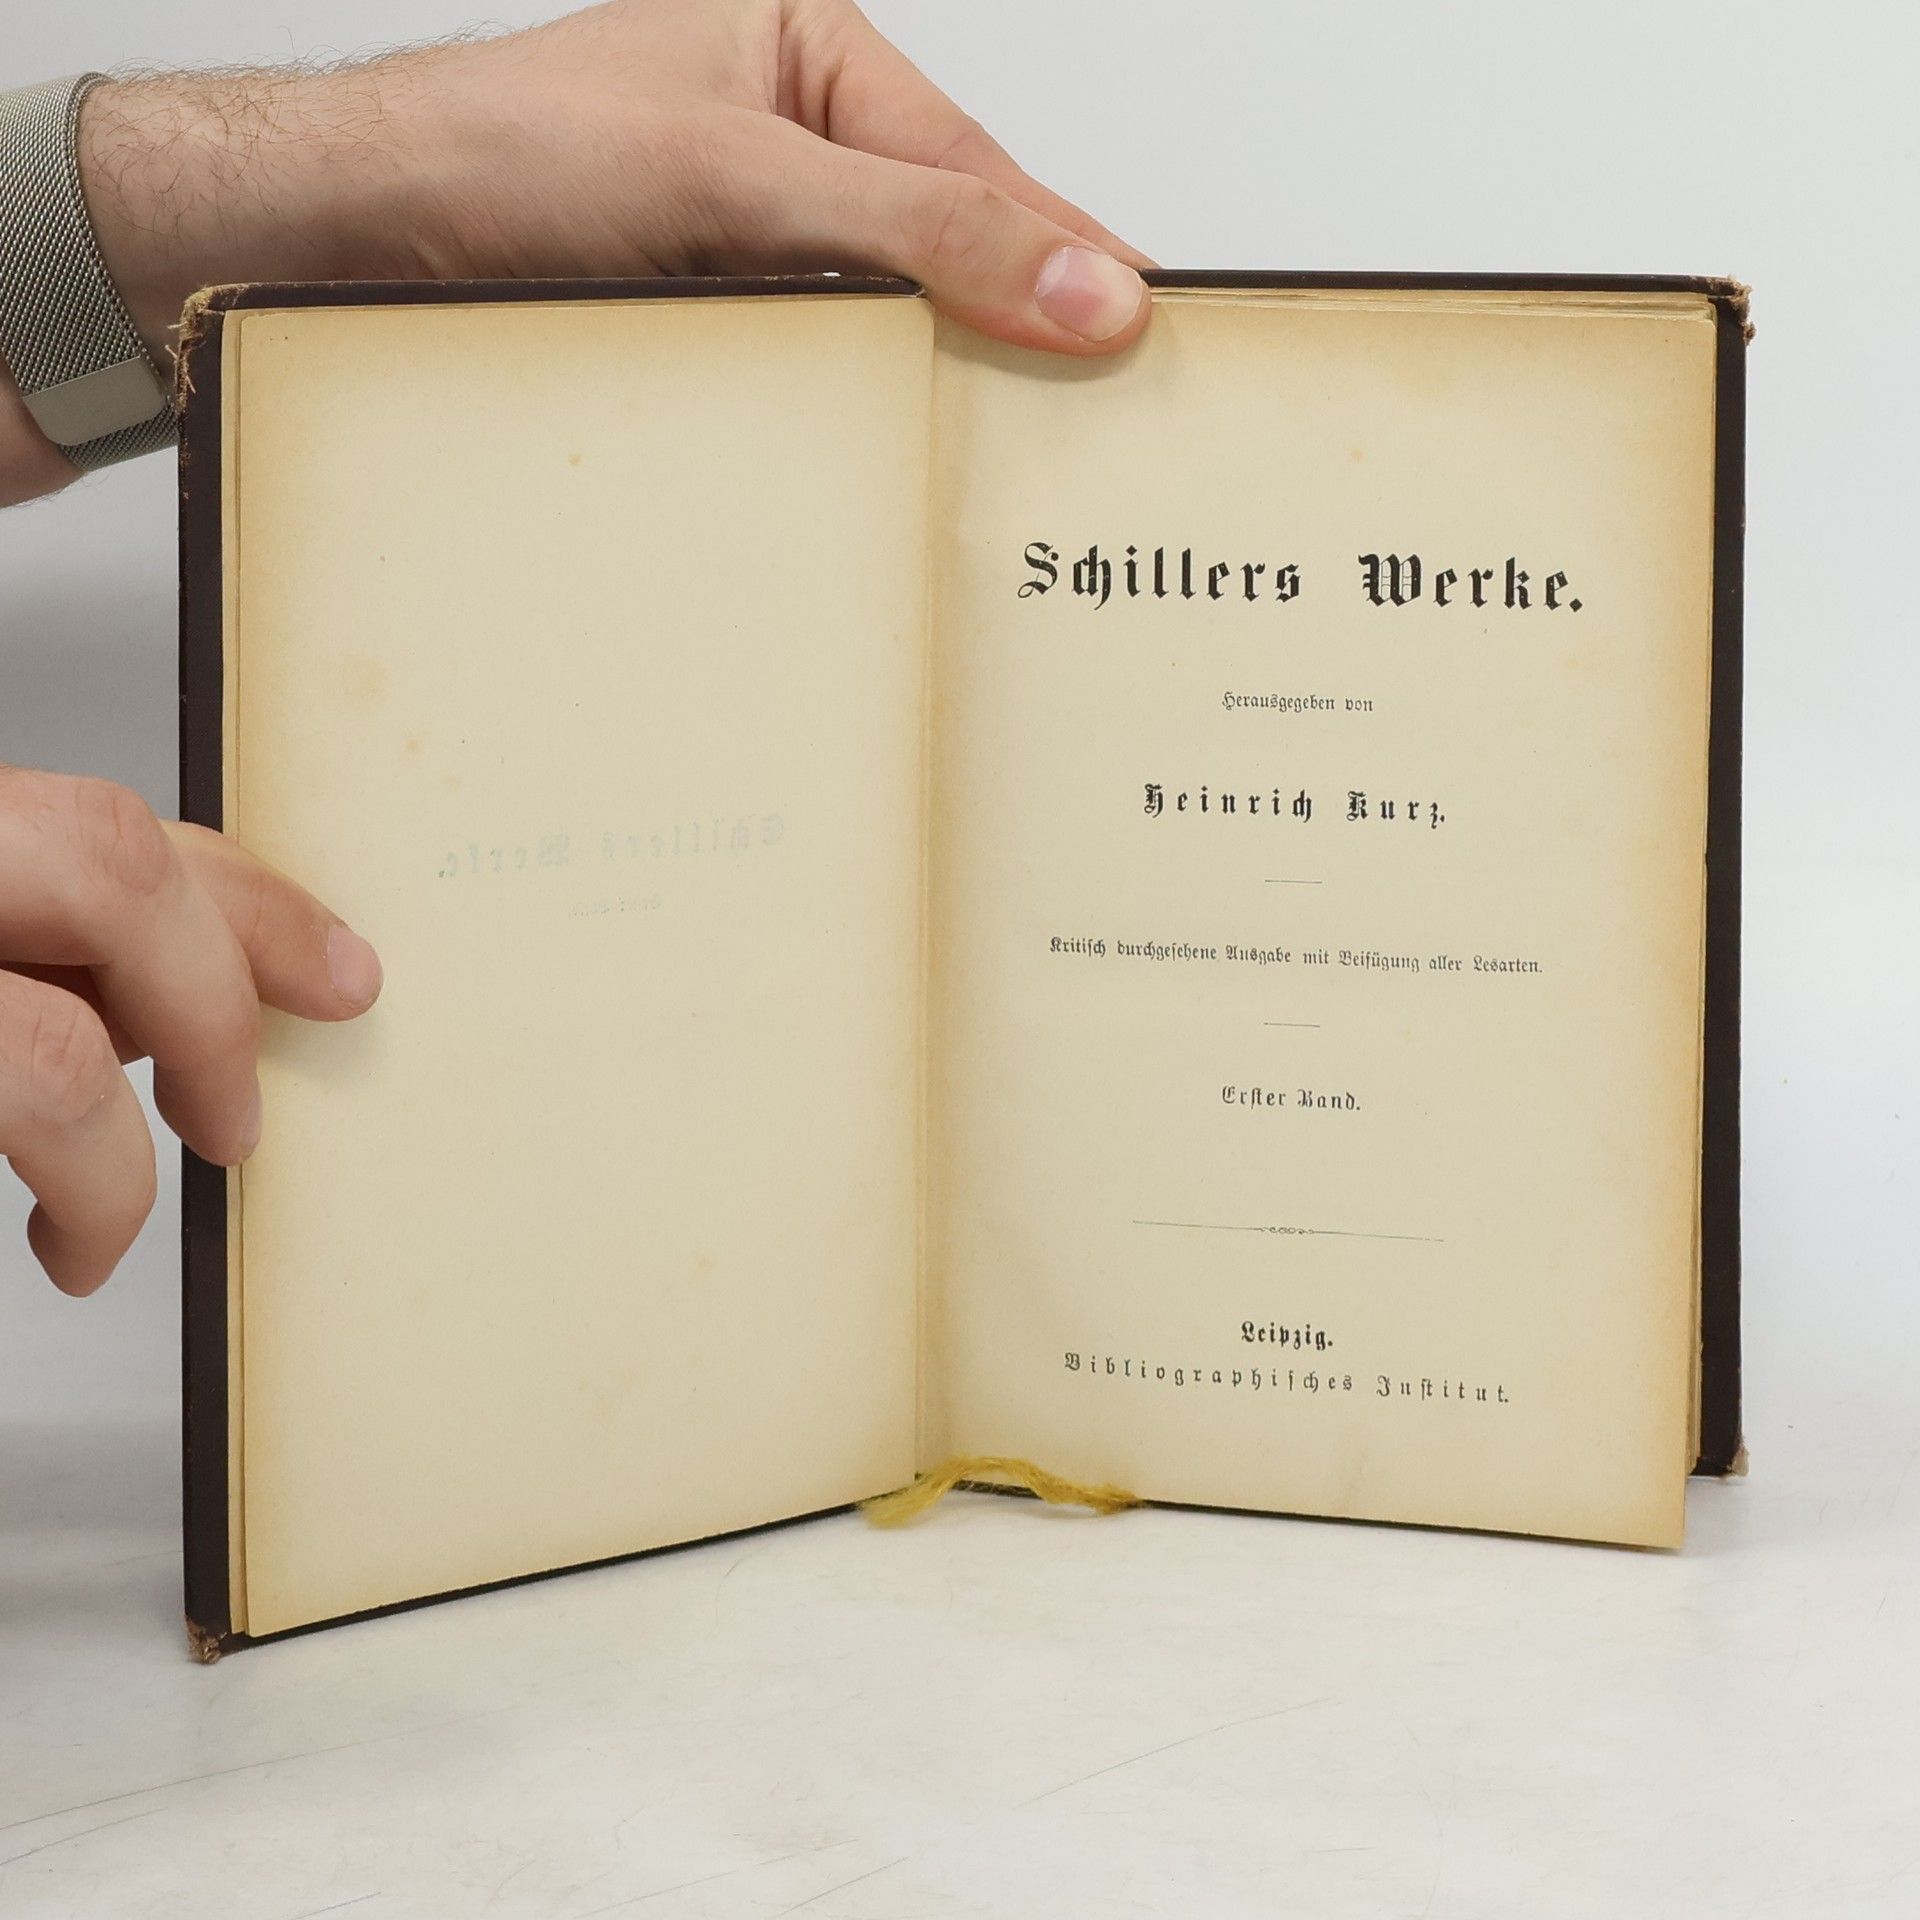 Schillers Werke.
Herausgegeben von
Heinrich Kurz.
Kritisch durchgesehene Ausgabe mit Beifügung aller Lesarten.
Erster Band.
Leipzig.
Bibliographisches Institut.